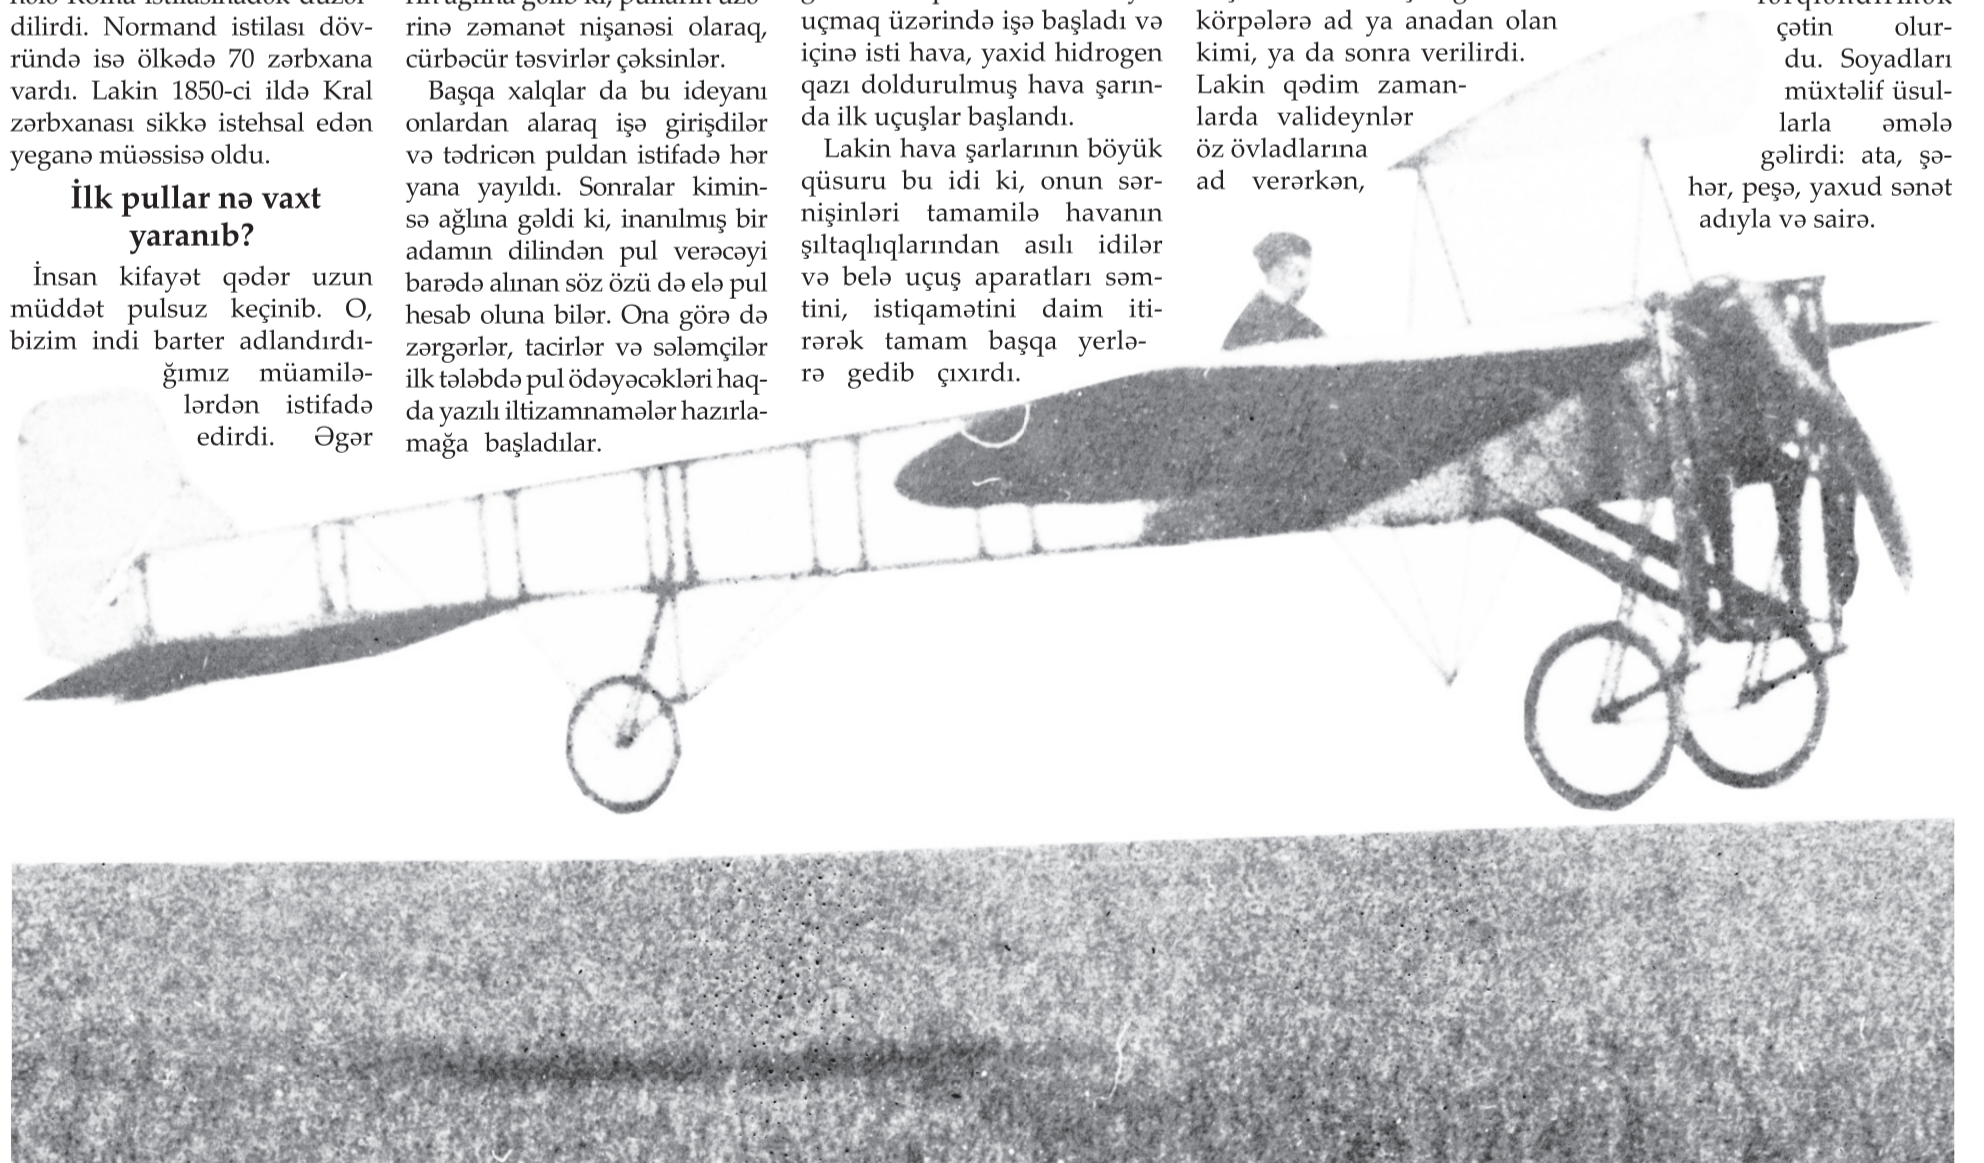 dilirdi. Normand istilası döv-
ründə isə ölkədə 70 zərbxana
vardı. Lakin 1850-ci ildə Kral
zərbxanası sikkə istehsal edən
yeganə müəssisə oldu.
İlk pullar nə vaxt
yaranıb?
İnsan kifayət qədər uzun
müddət pulsuz keçinib. O,
bizim indi barter adlandırdı-
ğımız müamilə-
lərdən istifadə
edirdi. Əgər
rinə zəmanət nişanəsi olaraq,
cürbəcür təsvirlər çəksinlər.
Başqa xalqlar da bu ideyanı
onlardan alaraq işə girişdilər
və tədricən puldan istifadə hər
yana yayıldı. Sonralar kimin-
sə ağlına gəldi ki, inanılmış bir
adamın dilindən pul verəcəyi
barədə alınan söz özü də elə pul
hesab oluna bilər. Ona görə də
zərgərlər, tacirlər və sələmçilər
ilk tələbdə pul ödəyəcəkləri haq-
da yazılı iltizamnamələr hazırla-
mağa başladılar.
uçmaq üzərində işə başladı və
içinə isti hava, yaxid hidrogen
qazı doldurulmuş hava şarın-
da ilk uçuşlar başlandı.
Lakin hava şarlarının böyük
qüsuru bu idi ki, onun sər-
nişinləri tamamilə havanın
şıltaqlıqlarından asılı idilər
və belə uçuş aparatları səm-
tini, istiqamətini daim iti-
rərək tamam başqa yerlə-
rə gedib çıxırdı.
körpələrə ad ya anadan olan
kimi, ya da sonra verilirdi.
Lakin qədim zaman-
larda valideynlər
öz övladlarına
ad verərkən,
çətin olur-
du. Soyadları
müxtəlif üsul-
larla əmələ
gəlirdi: ata, şə-
hər, peşə, yaxud sənət
adıyla və sairə.